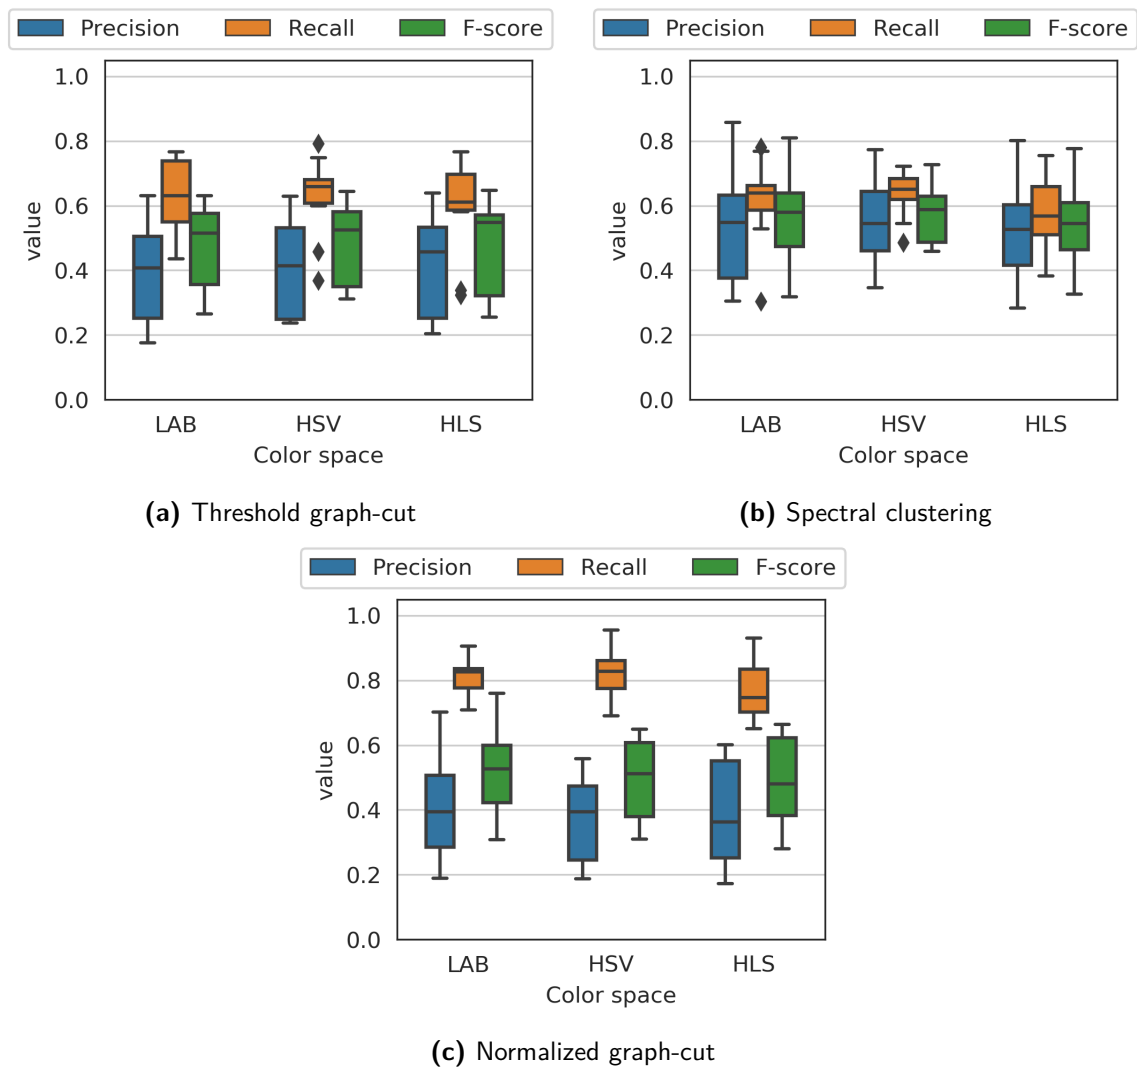 Precision Recall F-score
1.0
0.8
0.6
0.4
0.2
0.0
value
LAB HSV HLS
Color space
(a) Threshold graph-cut
Precision Recall F-score
1.0
0.8
0.6
0.4
0.2
0.0
value
LAB HSV HLS
Color space
(b) Spectral clustering
Precision Recall F-score
1.0
0.8
0.6
0.4
0.2
0.0
value
LAB HSV HLS
Color space
(c) Normalized graph-cut